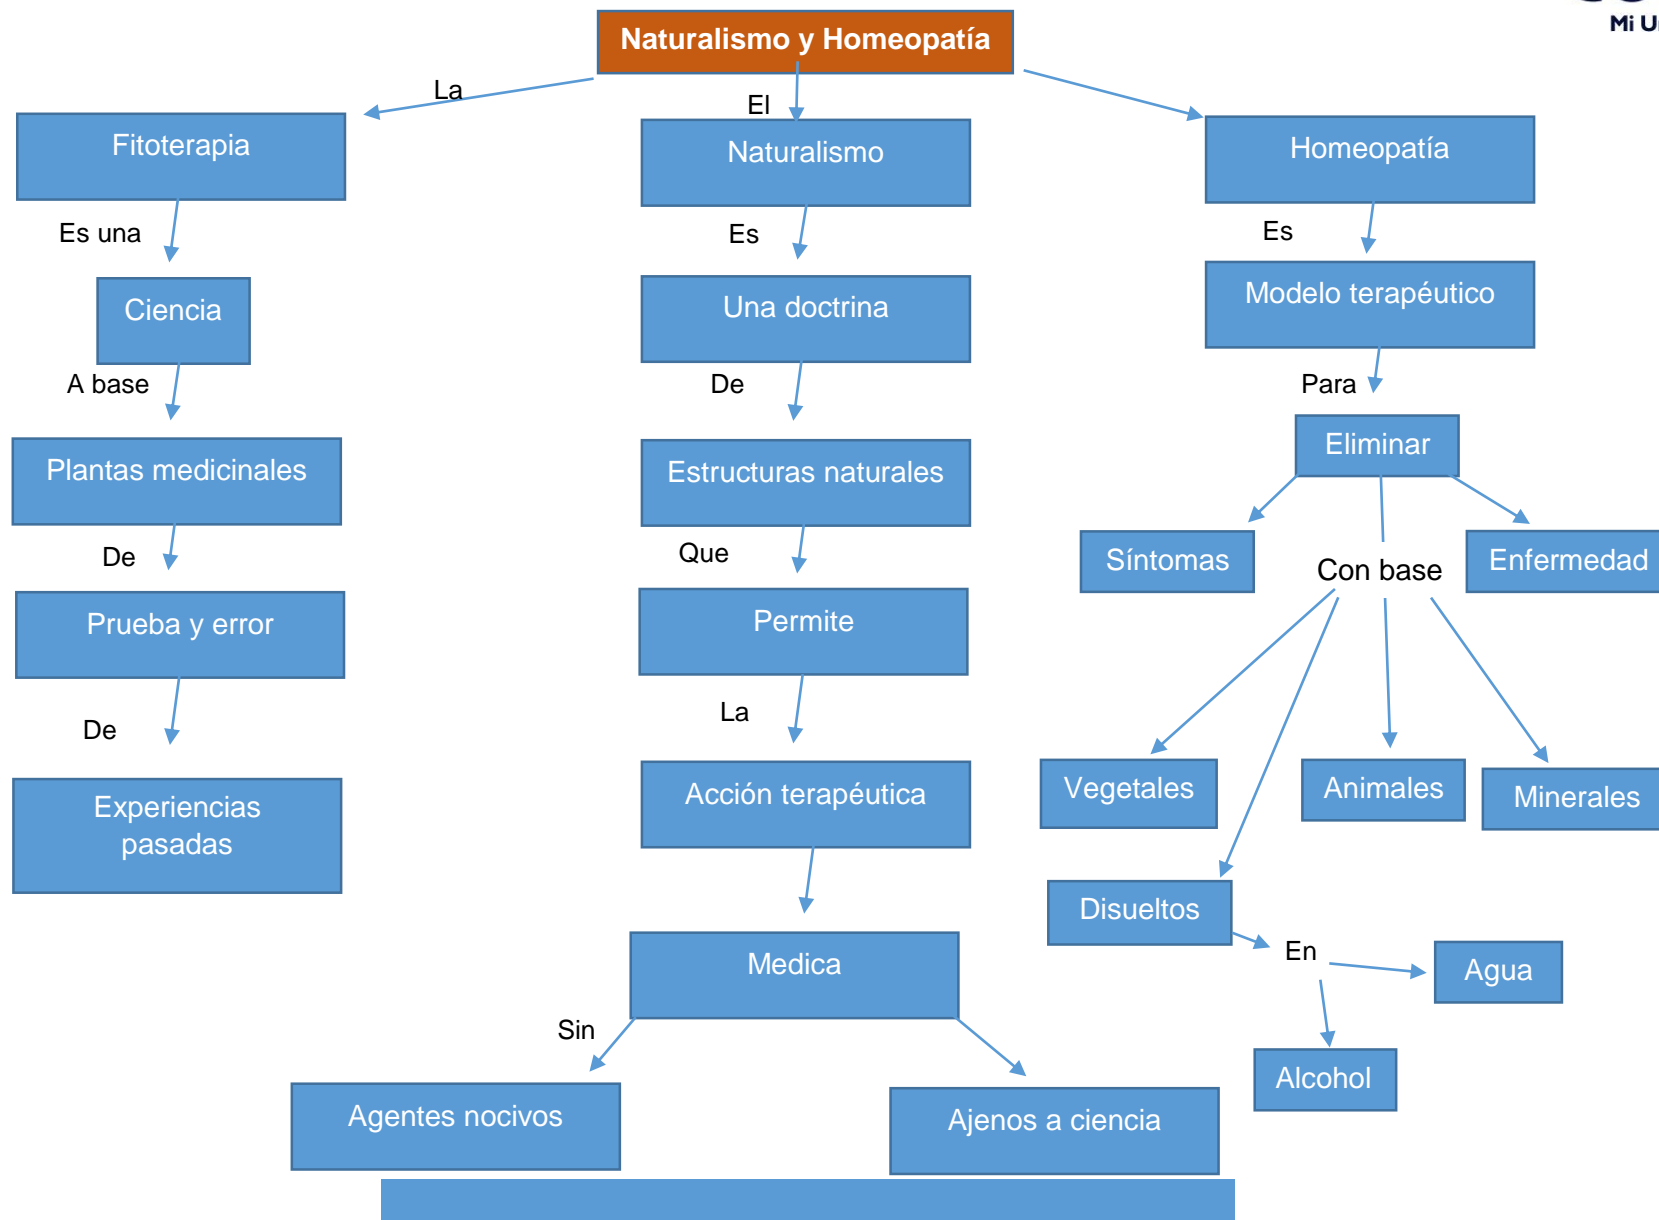 Mi U
Naturalismo y Homeopatía
La
El
Fitoterapia
Naturalismo
Homeopatía
Es una
Es
Es
Ciencia
Una doctrina
Modelo terapéutico
A base
De
Para
Plantas medicinales
Estructuras naturales
Eliminar
De
Que
Síntomas
Con base
Enfermedad
Prueba y error
Permite
De
La
Experiencias
pasadas
Acción terapéutica
Vegetales
Animales
Minerales
Disueltos
En
Agua
Medica
Sin
Alcohol
Agentes nocivos
Ajenos a ciencia